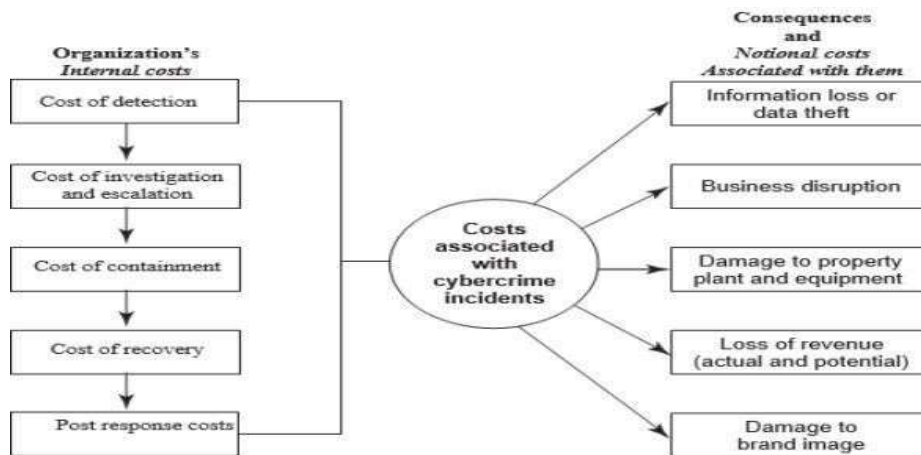 Organization's
Internal costs
Cost of detection
Cost of investigation
and escalation
Cost of containment
Cost of recovery
Post response costs
Costs
associated
with
cybercrime
incidents
Consequences
and
Notional costs
Associated with them
Information loss or
data theft
Business disruption
Damage to property
plant and equipment
Loss of revenue
(actual and potential)
Damage to
brand image